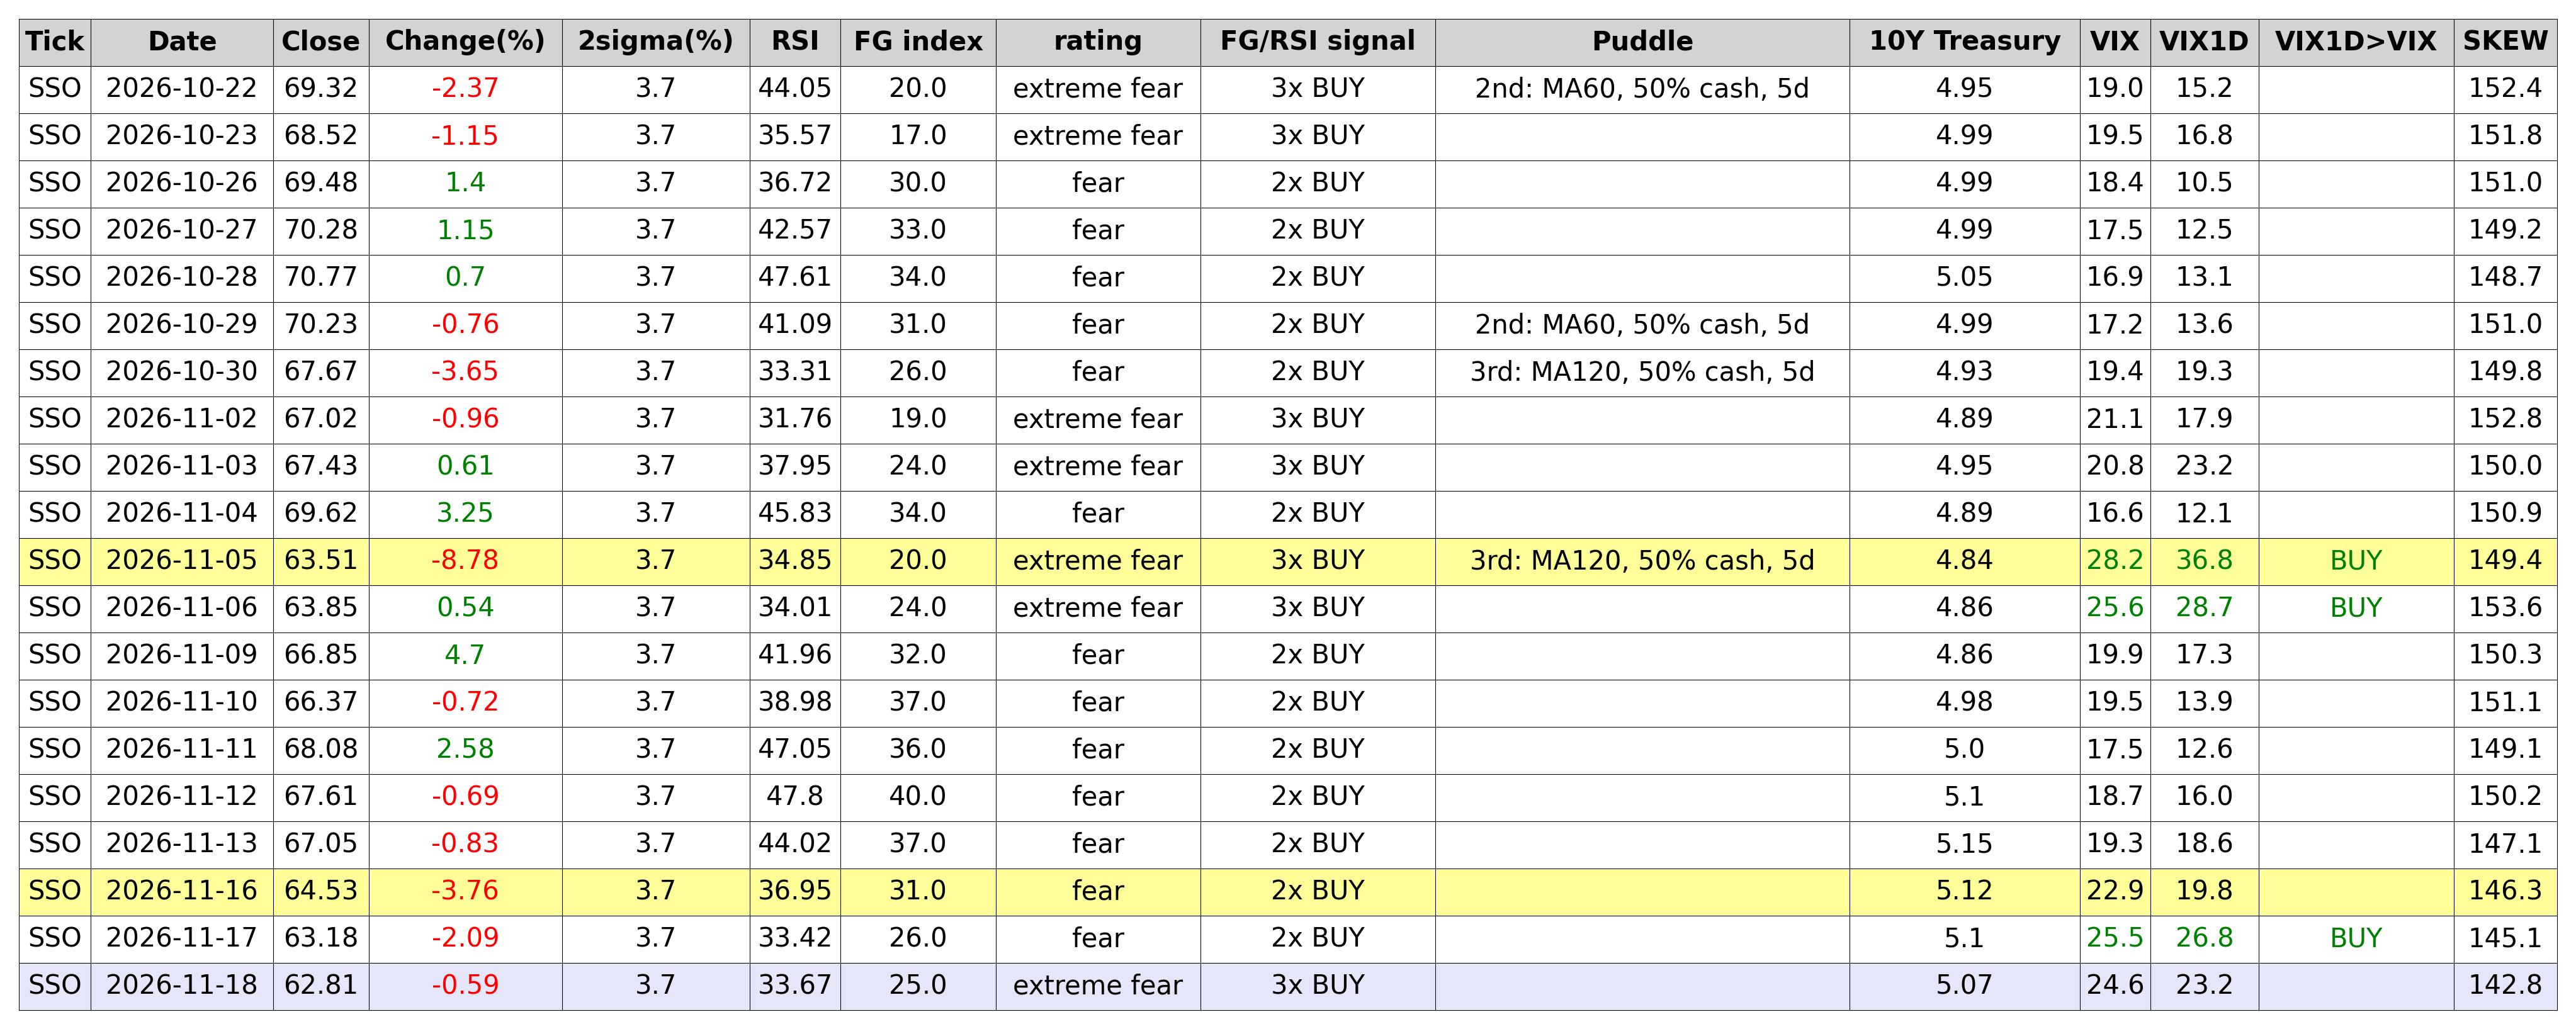 Tick Date Close Change(%) 2sigma(%) RSI FG index rating FG/RSI signal Puddle 10Y Treasury VIX VIX1D VIX1D>VIX SKEW
SSO 2026-10-22 69.32 -2.37 3.7 44.05 20.0 extreme fear 3x BUY 2nd: MA60, 50% cash, 5d 4.95 19.0 15.2 152.4
SSO 2026-10-23 68.52 -1.15 3.7 35.57 17.0 extreme fear 3x BUY 4.99 19.5 16.8 151.8
SSO 2026-10-26 69.48 1.4 3.7 36.72 30.0 fear 2x BUY 4.99 18.4 10.5 151.0
SSO 2026-10-27 70.28 1.15 3.7 42.57 33.0 fear 2x BUY 4.99 17.5 12.5 149.2
SSO 2026-10-28 70.77 0.7 3.7 47.61 34.0 fear 2x BUY 5.05 16.9 13.1 148.7
SSO 2026-10-29 70.23 -0.76 3.7 41.09 31.0 fear 2x BUY 2nd: MA60, 50% cash, 5d 4.99 17.2 13.6 151.0
SSO 2026-10-30 67.67 -3.65 3.7 33.31 26.0 fear 2x BUY 3rd: MA120, 50% cash, 5d 4.93 19.4 19.3 149.8
SSO 2026-11-02 67.02 -0.96 3.7 31.76 19.0 extreme fear 3x BUY 4.89 21.1 17.9 152.8
SSO 2026-11-03 67.43 0.61 3.7 37.95 24.0 extreme fear 3x BUY 4.95 20.8 23.2 150.0
SSO 2026-11-04 69.62 3.25 3.7 45.83 34.0 fear 2x BUY 4.89 16.6 12.1 150.9
SSO 2026-11-05 63.51 -8.78 3.7 34.85 20.0 extreme fear 3x BUY 3rd: MA120, 50% cash, 5d 4.84 28.2 36.8 BUY 149.4
SSO 2026-11-06 63.85 0.54 3.7 34.01 24.0 extreme fear 3x BUY 4.86 25.6 28.7 BUY 153.6
SSO 2026-11-09 66.85 4.7 3.7 41.96 32.0 fear 2x BUY 4.86 19.9 17.3 150.3
SSO 2026-11-10 66.37 -0.72 3.7 38.98 37.0 fear 2x BUY 4.98 19.5 13.9 151.1
SSO 2026-11-11 68.08 2.58 3.7 47.05 36.0 fear 2x BUY 5.0 17.5 12.6 149.1
SSO 2026-11-12 67.61 -0.69 3.7 47.8 40.0 fear 2x BUY 5.1 18.7 16.0 150.2
SSO 2026-11-13 67.05 -0.83 3.7 44.02 37.0 fear 2x BUY 5.15 19.3 18.6 147.1
SSO 2026-11-16 64.53 -3.76 3.7 36.95 31.0 fear 2x BUY 5.12 22.9 19.8 146.3
SSO 2026-11-17 63.18 -2.09 3.7 33.42 26.0 fear 2x BUY 5.1 25.5 26.8 BUY 145.1
SSO 2026-11-18 62.81 -0.59 3.7 33.67 25.0 extreme fear 3x BUY 5.07 24.6 23.2 142.8